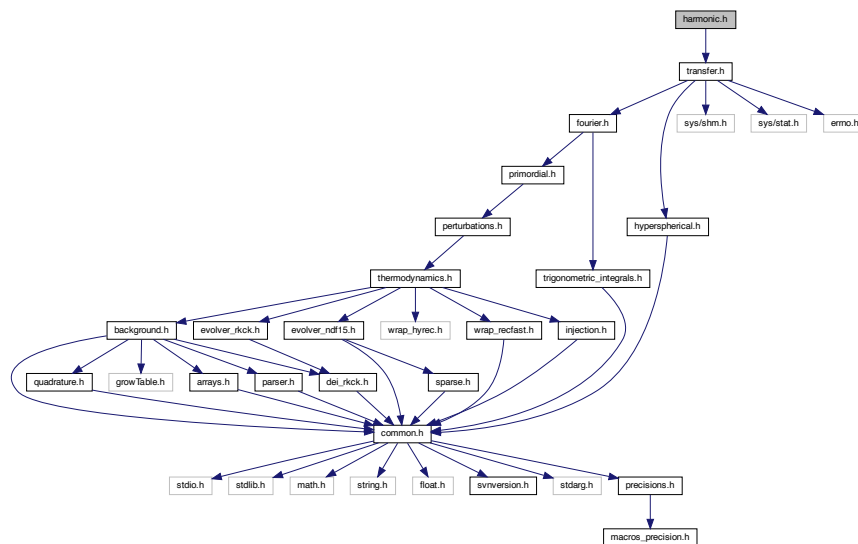 harmonic.h
transfer.h
fourier.h
sys/shm.h
sys/stat.h
errno.h
primordial.h
perturbations.h
hyperspherical.h
thermodynamics.h
trigonometric_integrals.h
background.h
evolver_rkck.h
evolver_ndf15.h
wrap_hyrec.h
wrap_recfast.h
injection.h
quadrature.h
growTable.h
arrays.h
parser.h
dei_rkck.h
sparse.h
common.h
stdio.h
stdlib.h
math.h
string.h
float.h
svnversion.h
stdarg.h
precisions.h
macros_precision.h